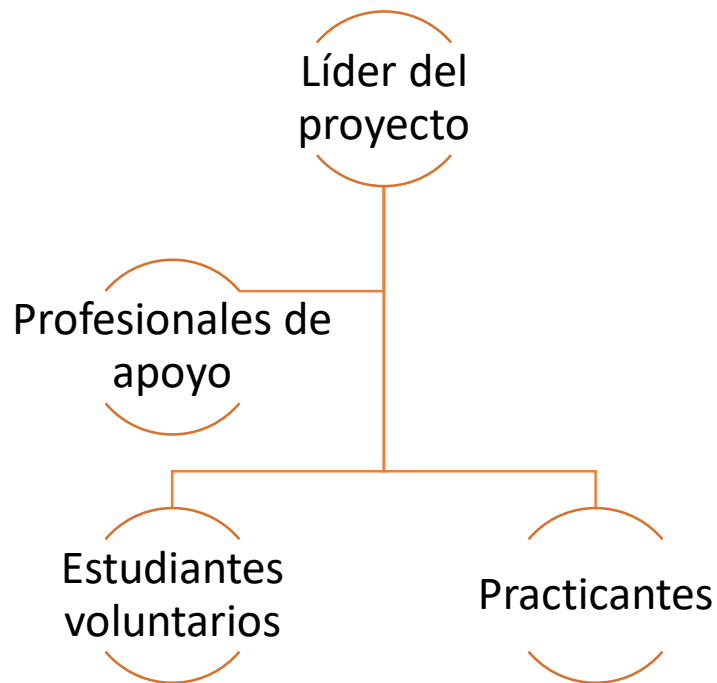 Líder del
proyecto
Profesionales de
apoyo
Estudiantes
voluntarios
Practicantes